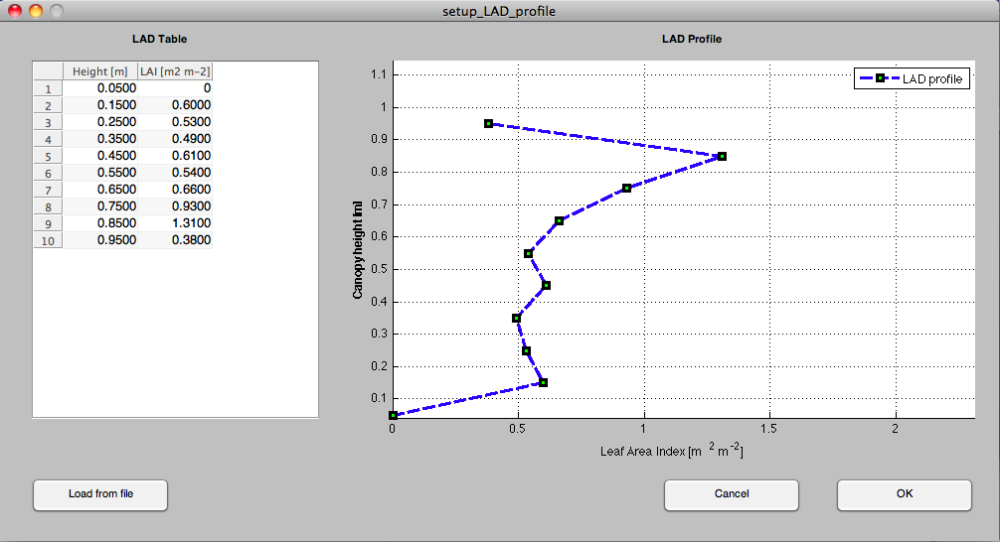 setup_LAD_profile
LAD Table
Height [m] LAI [m2 m-2]
1 0.0500 0
2 0.1500 0.6000
3 0.2500 0.5300
4 0.3500 0.4900
5 0.4500 0.6100
6 0.5500 0.5400
7 0.6500 0.6600
8 0.7500 0.9300
9 0.8500 1.3100
10 0.9500 0.3800
Load from file
LAD Profile
LAD profile
1.1
1
0.9
0.8
0.7
0.6
0.5
0.4
0.3
0.2
0.1
Canopy height [m]
0 0.5 1 1.5 2
Leaf Area Index [m 2 m-2]
Cancel OK